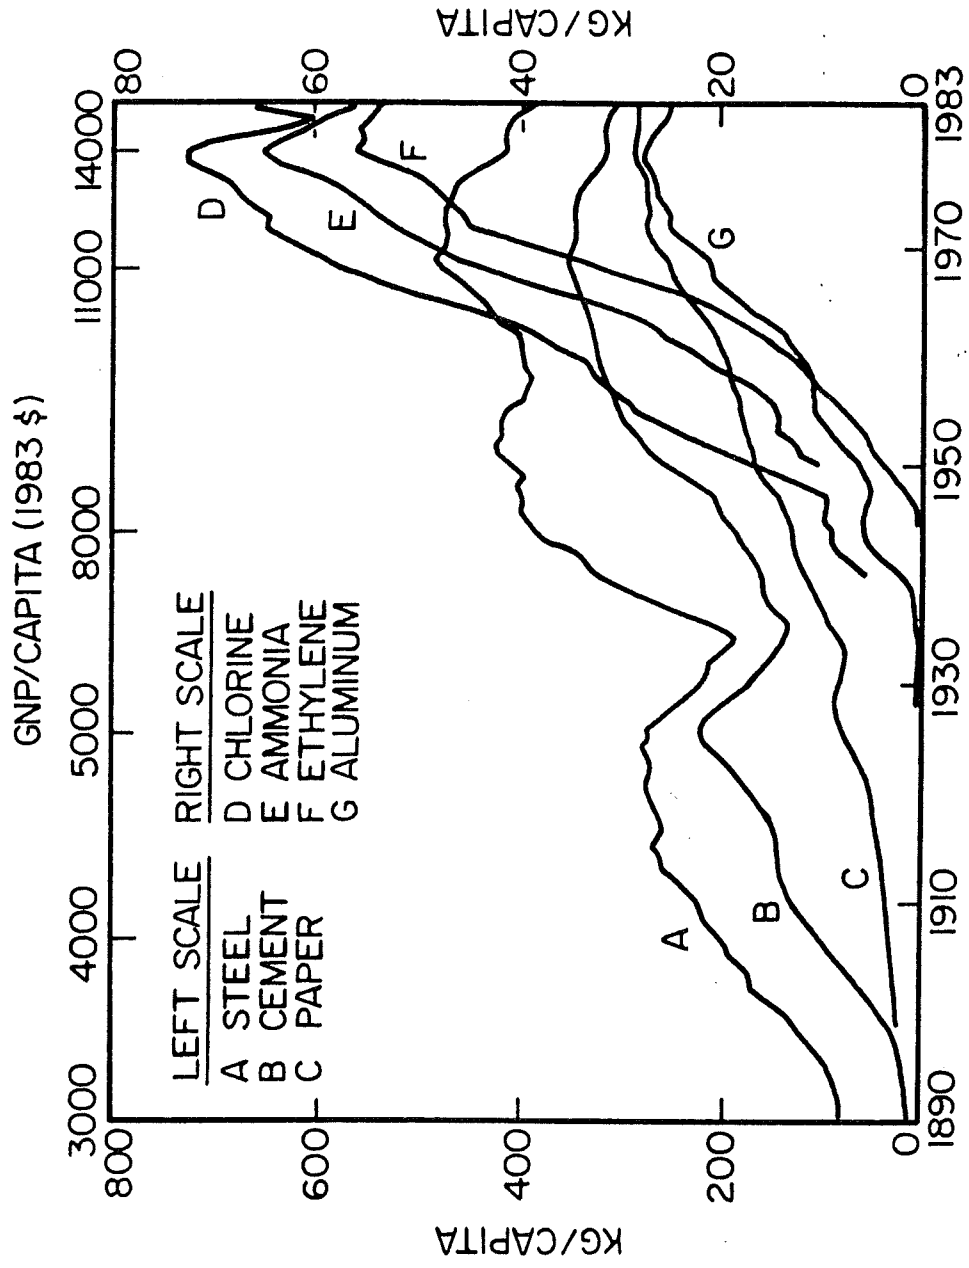 GNP/CAPITA (1983 $)
3000 4000 5000 8000 11000 14000
LEFT SCALE RIGHT SCALE
A STEEL D CHLORINE
B CEMENT E AMMONIA
C PAPER F ETHYLENE
G ALUMINUM
KG/CAPITA
800
600
400
200
0
KG/CAPITA
80
60
40
20
0
A
B
C
D
E
F
G
1890 1910 1930 1950 1970 1983